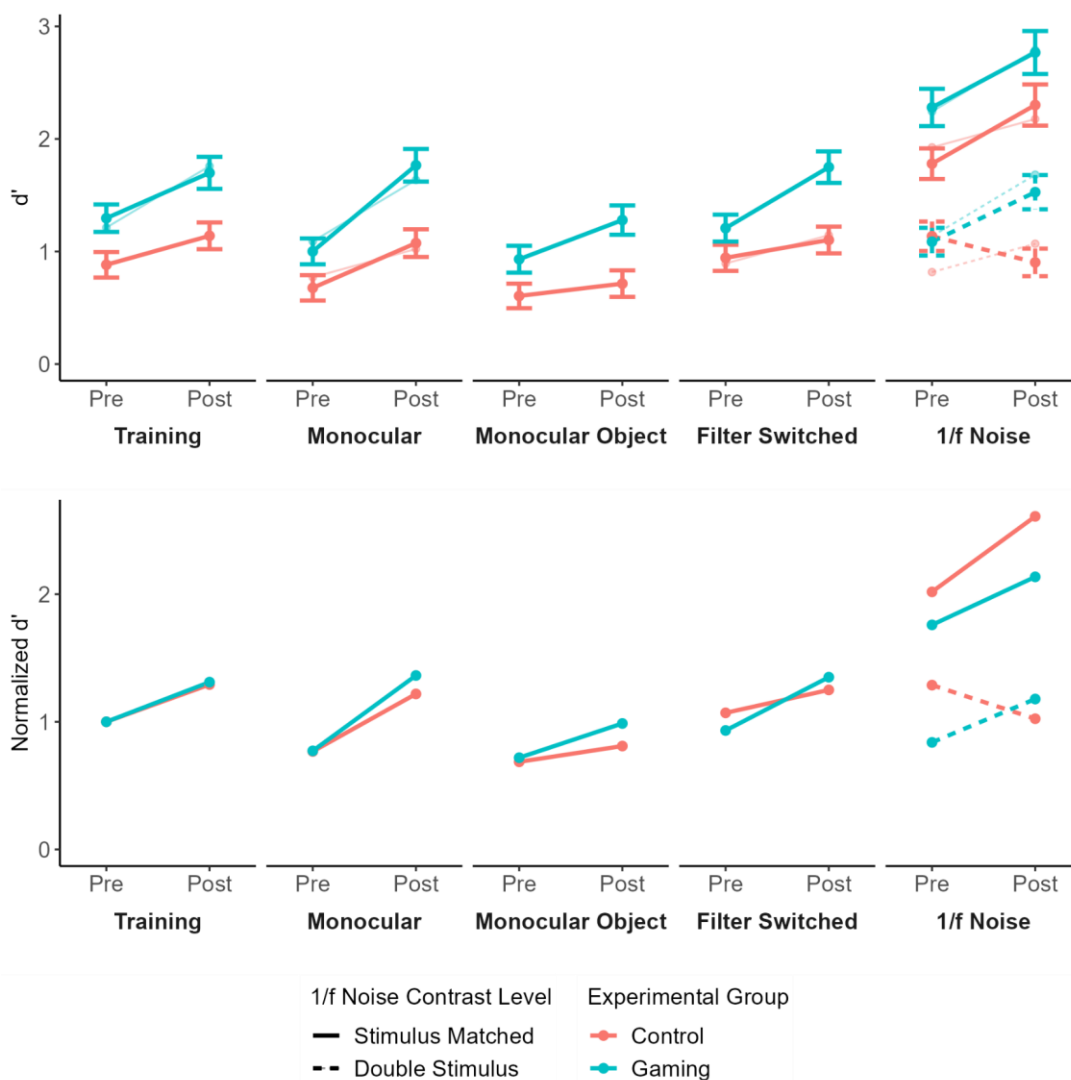 3
2
1
0
d'
Pre Post Pre Post Pre Post Pre Post Pre Post
Training Monocular Monocular Object Filter Switched 1/f Noise
2
1
0
Normalized d'
Pre Post Pre Post Pre Post Pre Post Pre Post
Training Monocular Monocular Object Filter Switched 1/f Noise
1/f Noise Contrast Level Experimental Group
Stimulus Matched Control
Double Stimulus Gaming